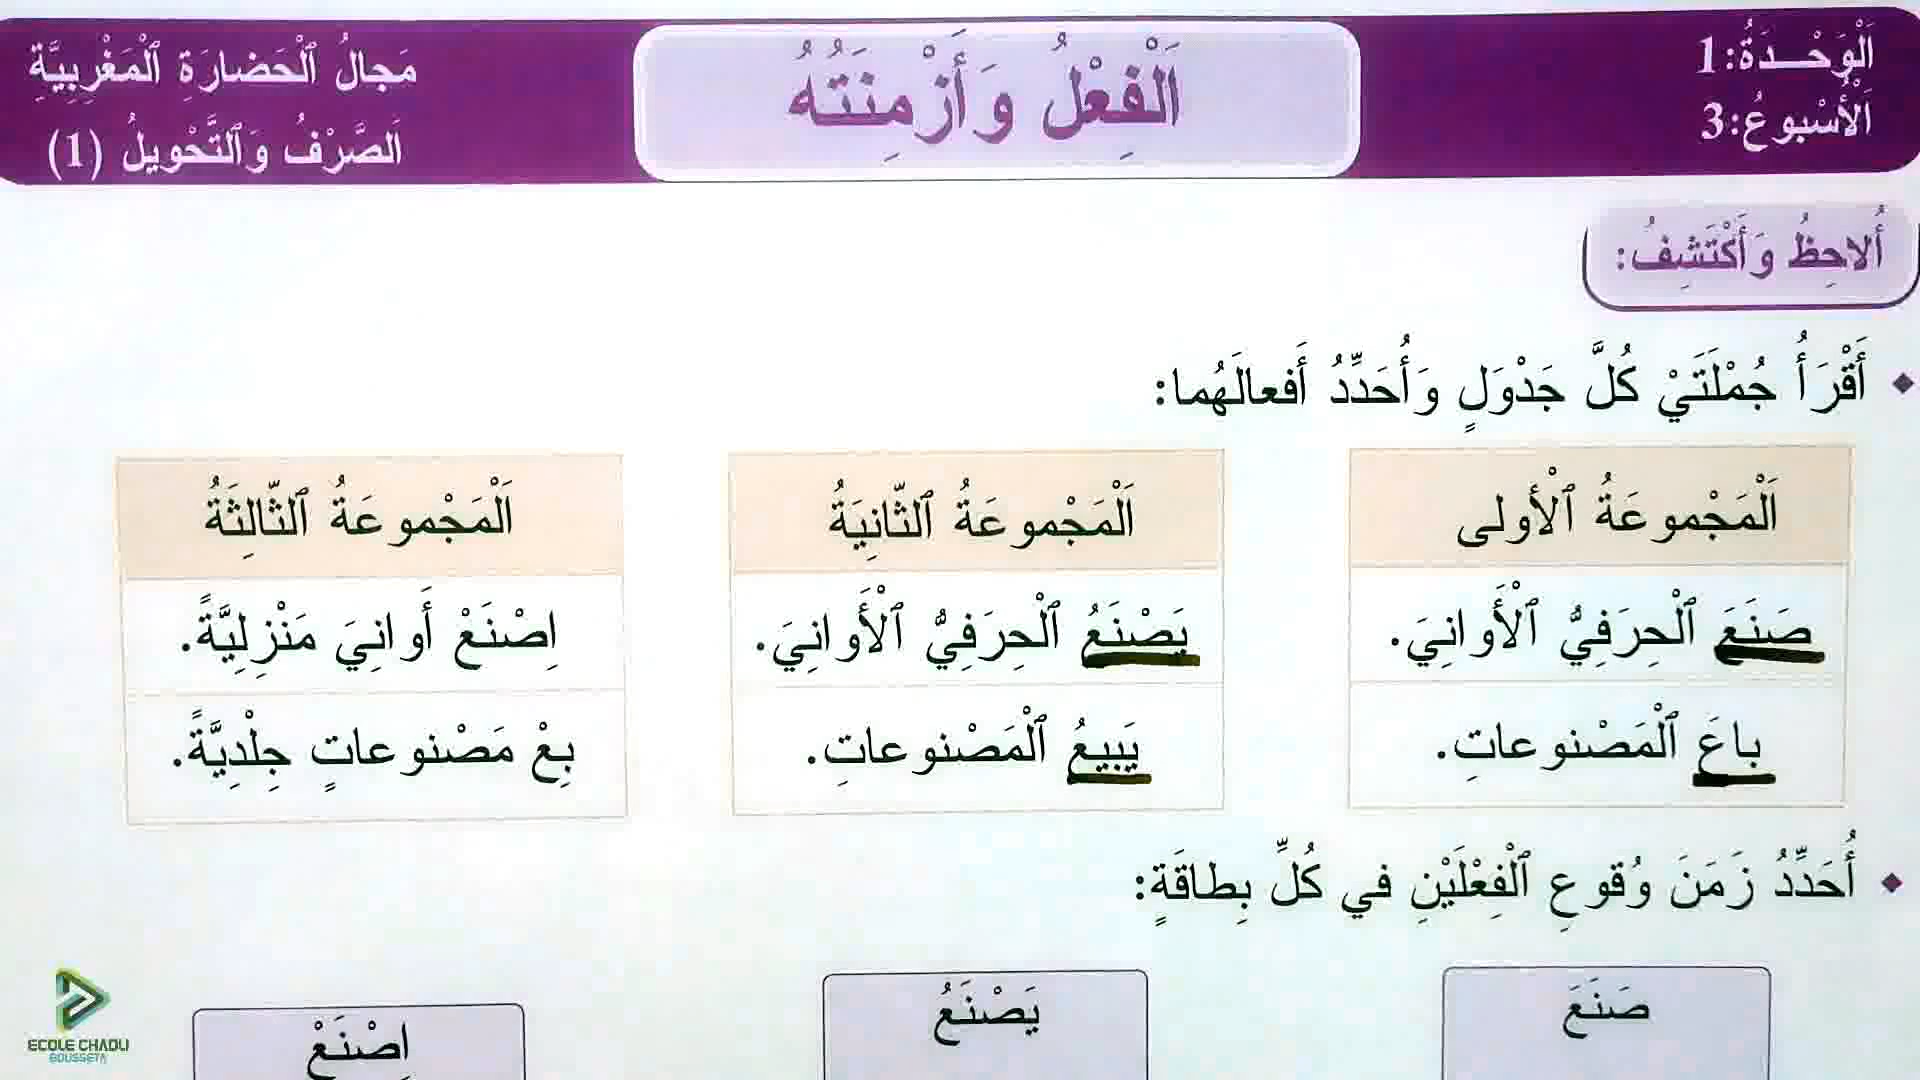 اَلْوَحْـدَةُ:1
اَلْأُسْبوعُ:3
اَلْفِعْلُ وَأَزْمِنَتُهُ
مَجالُ ٱلْحَضارَةِ ٱلْمَغْرِبِيَّةِ
اَلصَّرْفُ وَٱلتَّحْويلُ (1)
أُلاحِظُ وَأَكْتَشِفُ:
أَقْرَأُ جُمْلَتَيْ كُلَّ جَدْوَلٍ وَأُحَدِّدُ أَفعالَهُما:
اَلْمَجْموعَةُ ٱلْأولى
صَنَعَ ٱلْحِرَفِيُّ ٱلْأَوانِيَ.
باعَ ٱلْمَصْنوعاتِ.
اَلْمَجْموعَةُ ٱلثّانِيَةُ
يَصْنَعُ ٱلْحِرَفِيُّ ٱلْأَوانِيَ.
يَبيعُ ٱلْمَصْنوعاتِ.
اَلْمَجْموعَةُ ٱلثّالِثَةُ
اِصْنَعْ أَوانِيَ مَنْزِلِيَّةً.
بِعْ مَصْنوعاتٍ جِلْدِيَّةً.
أُحَدِّدُ زَمَنَ وُقوعِ ٱلْفِعْلَيْنِ في كُلِّ بِطاقَةٍ:
صَنَعَ
يَصْنَعُ
اِصْنَعْ
ECOLE CHADLI
BOUSSETA